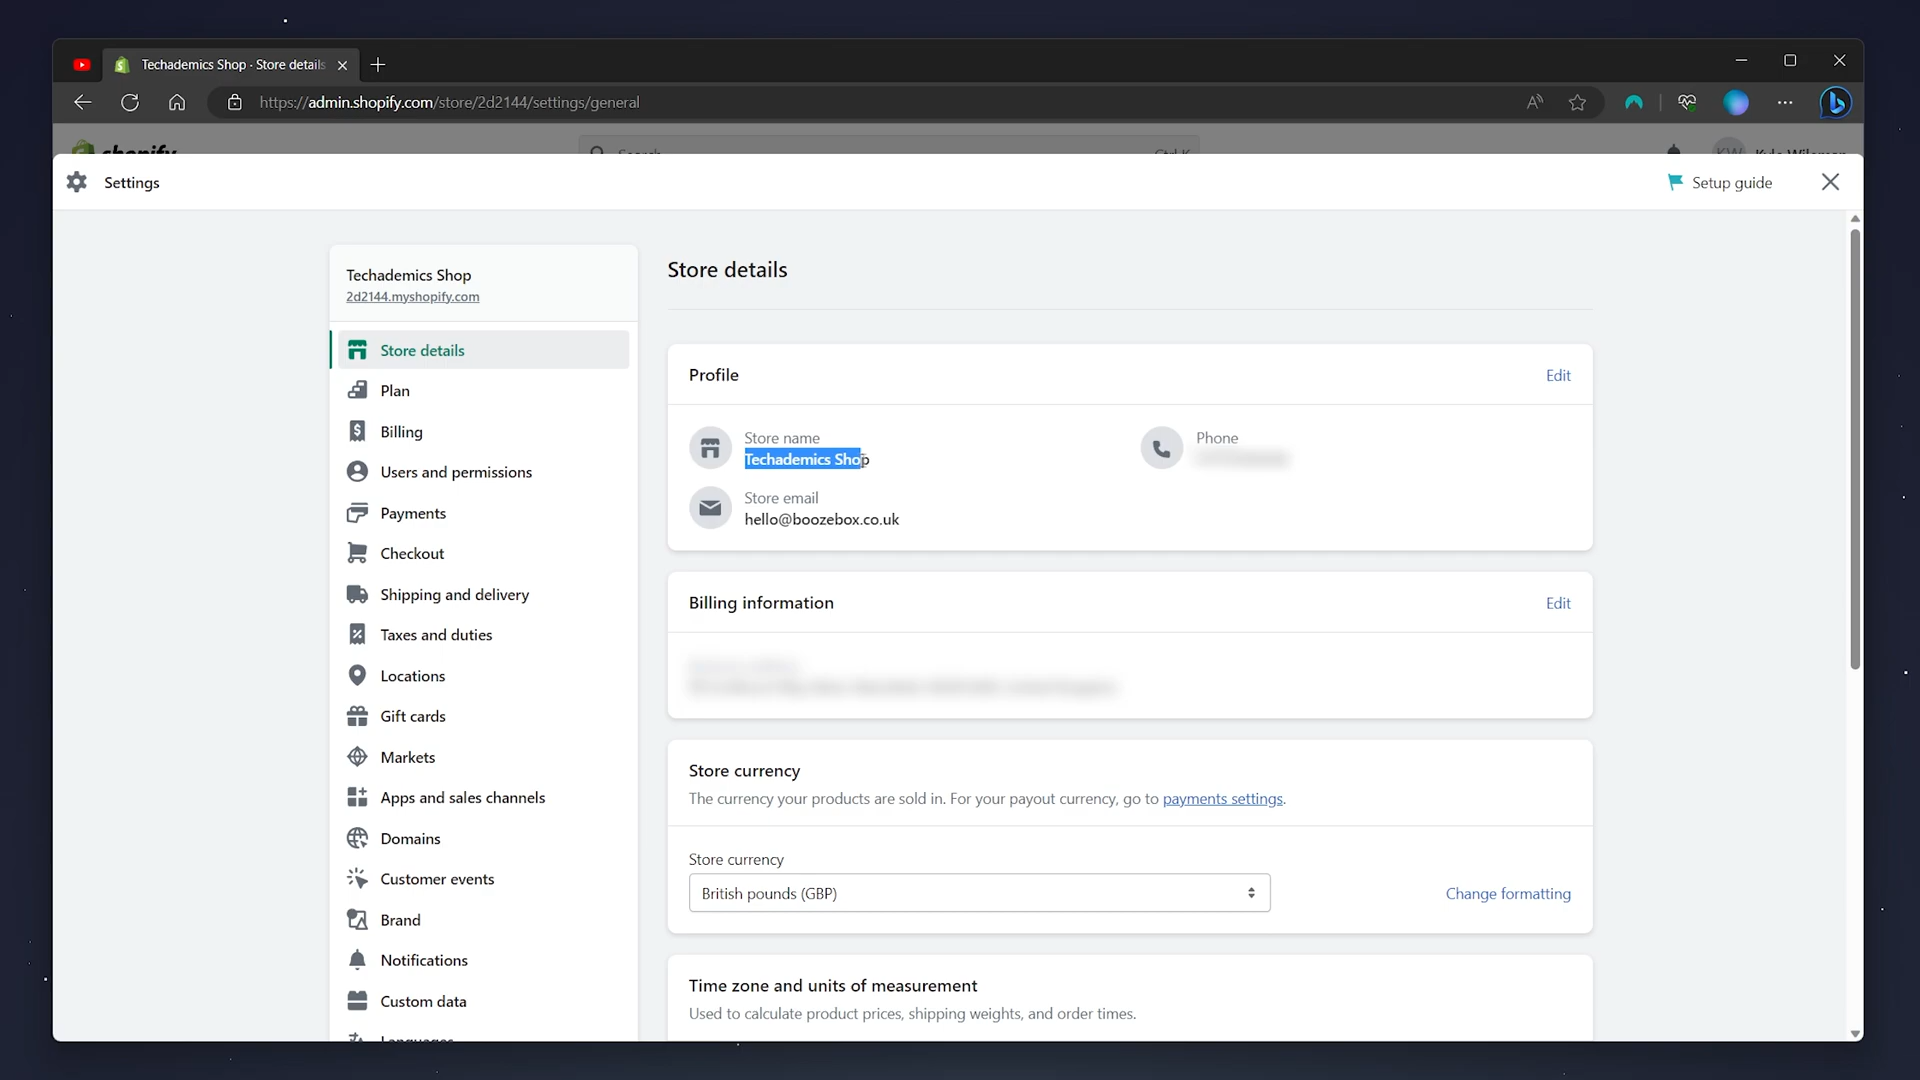 Techademics Shop · Store details
https://admin.shopify.com/store/2d2144/settings/general
shopify
Search
Ctrl K
KW
Settings
Setup guide
Techademics Shop
2d2144.myshopify.com
Store details
Plan
Billing
Users and permissions
Payments
Checkout
Shipping and delivery
Taxes and duties
Locations
Gift cards
Markets
Apps and sales channels
Domains
Customer events
Brand
Notifications
Custom data
Languages
Store details
Profile
Edit
Store name
Techademics Shop
Phone
Store email
hello@boozebox.co.uk
Billing information
Edit
Store currency
The currency your products are sold in. For your payout currency, go to payments settings.
Store currency
British pounds (GBP)
Change formatting
Time zone and units of measurement
Used to calculate product prices, shipping weights, and order times.